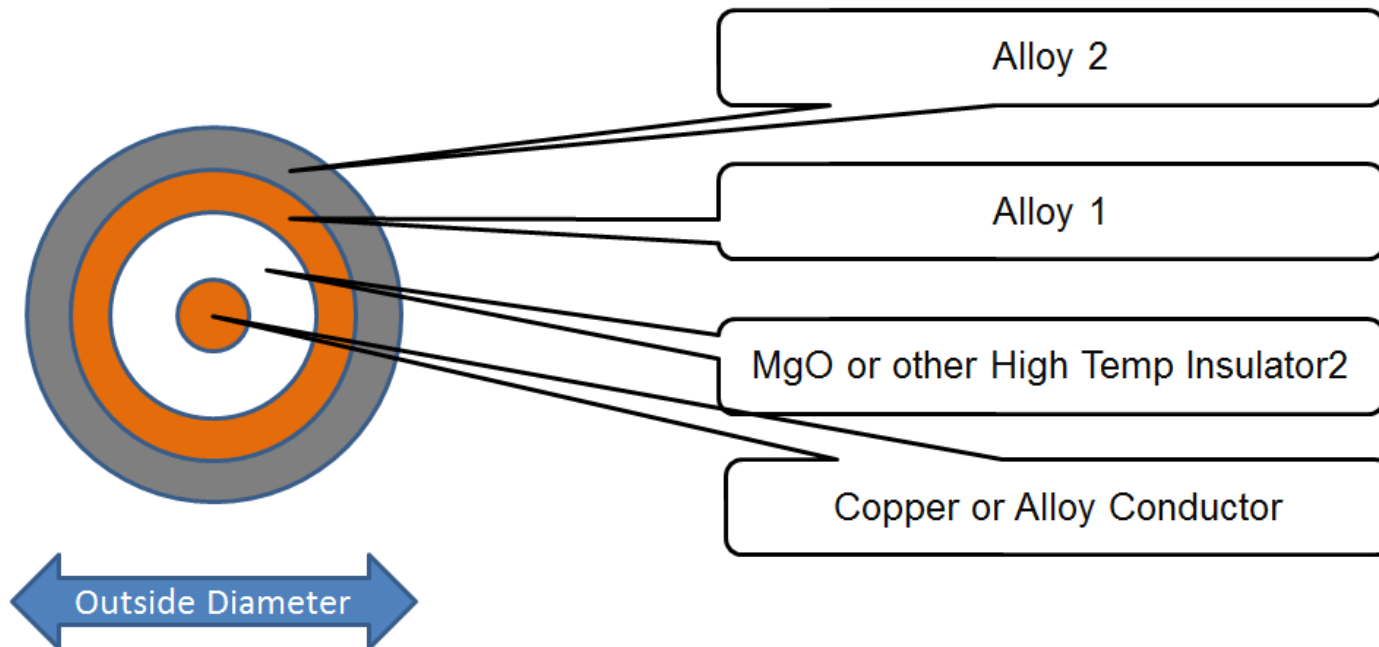 Alloy 2
Alloy 1
MgO or other High Temp Insulator2
Copper or Alloy Conductor
Outside Diameter